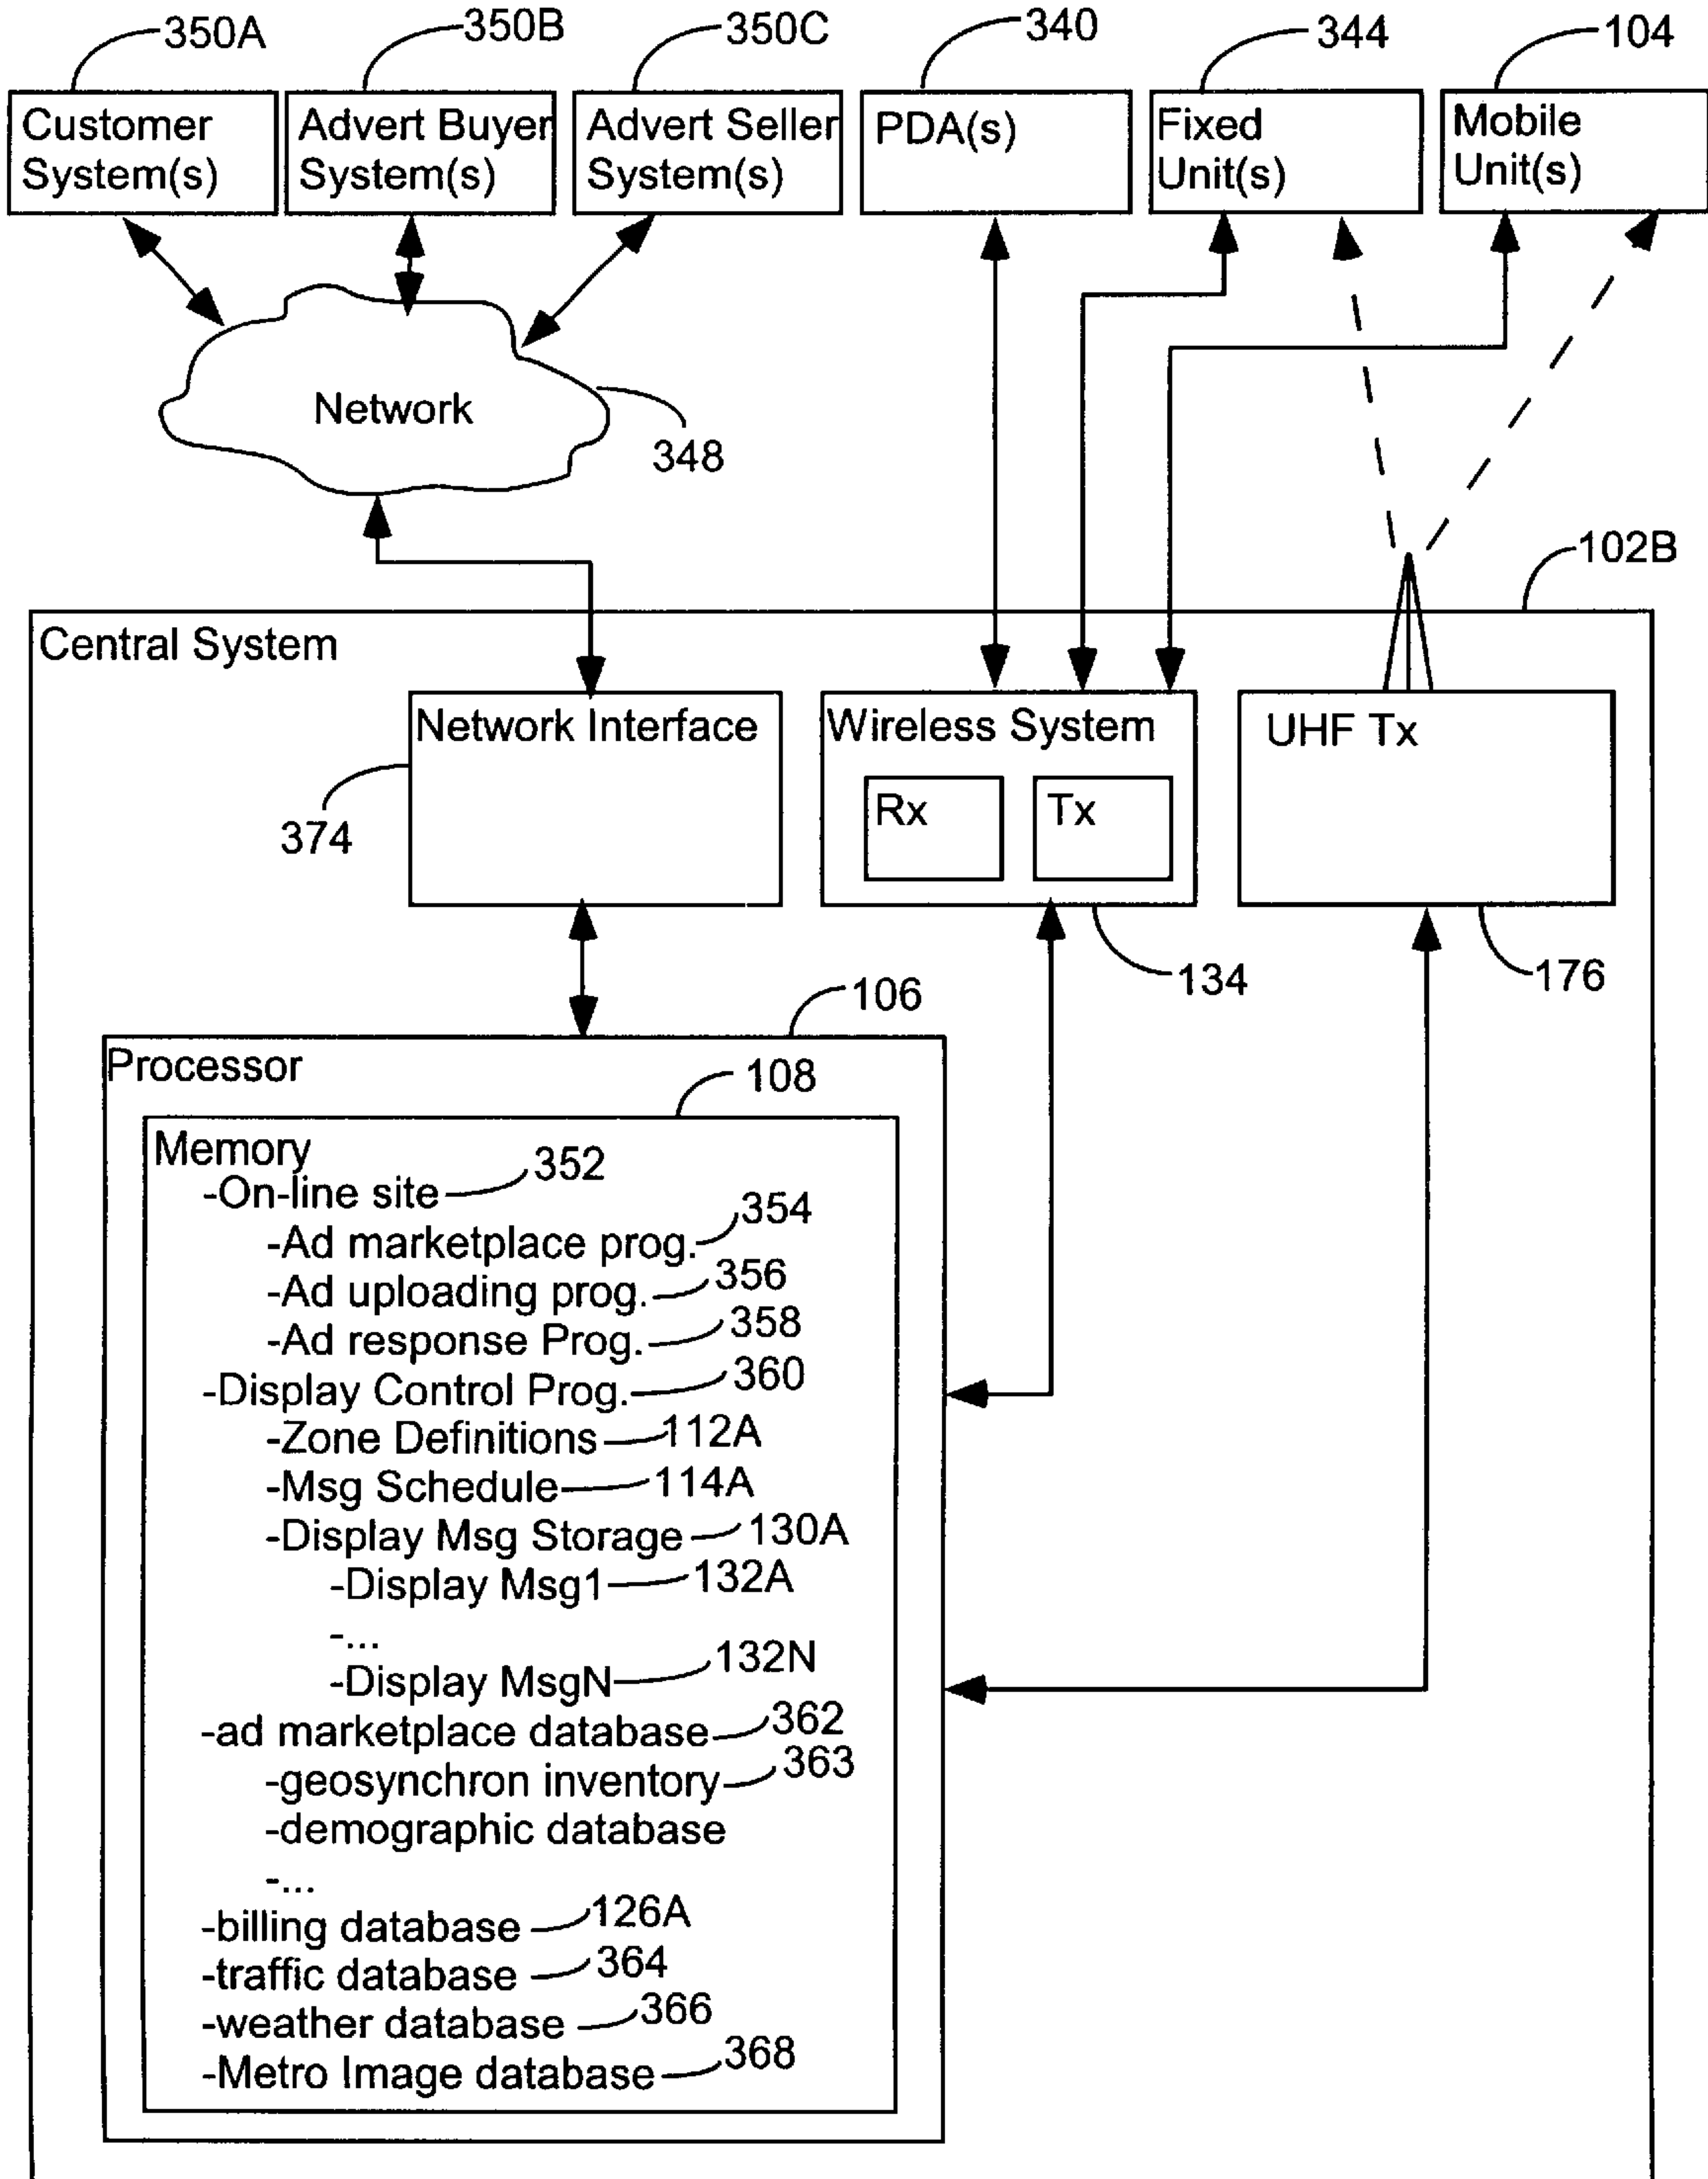 350A
350B
350C
340
344
104
Customer
System(s)
Advert Buyer
System(s)
Advert Seller
System(s)
PDA(s)
Fixed
Unit(s)
Mobile
Unit(s)
Network
348
102B
Central System
Network Interface
374
Wireless System
Rx
Tx
134
UHF Tx
176
106
Processor
108
Memory
-On-line site 352
-Ad marketplace prog. 354
-Ad uploading prog. 356
-Ad response Prog. 358
-Display Control Prog. 360
-Zone Definitions 112A
-Msg Schedule 114A
-Display Msg Storage 130A
-Display Msg1 132A
-...
-Display MsgN 132N
-ad marketplace database 362
-geosynchron inventory 363
-demographic database
-...
-billing database 126A
-traffic database 364
-weather database 366
-Metro Image database 368